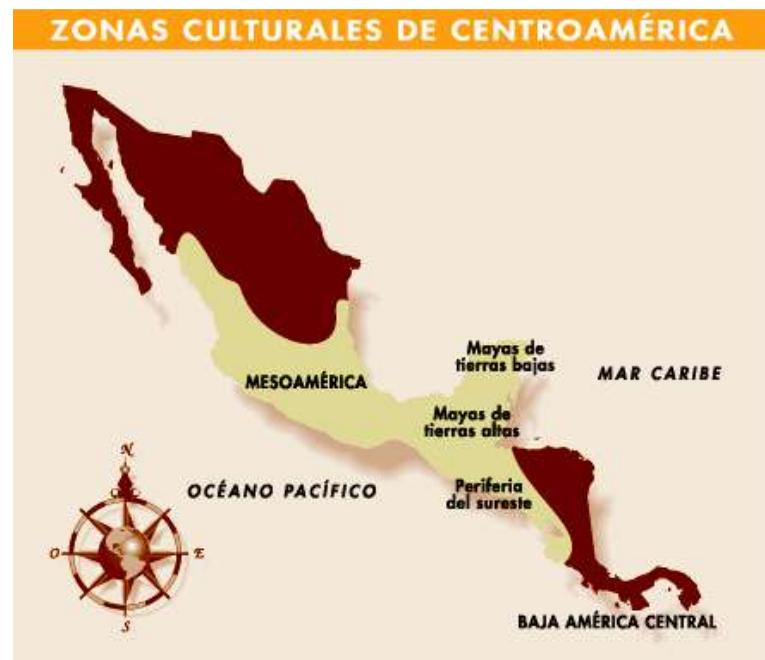 ZONAS CULTURALES DE CENTROAMÉRICA
Mayas de
tierras bajas
MAR CARIBE
MESOAMÉRICA
Mayas de
tierras altas
N
OCÉANO PACÍFICO
Periferia
del sureste
O
E
S
BAJA AMÉRICA CENTRAL